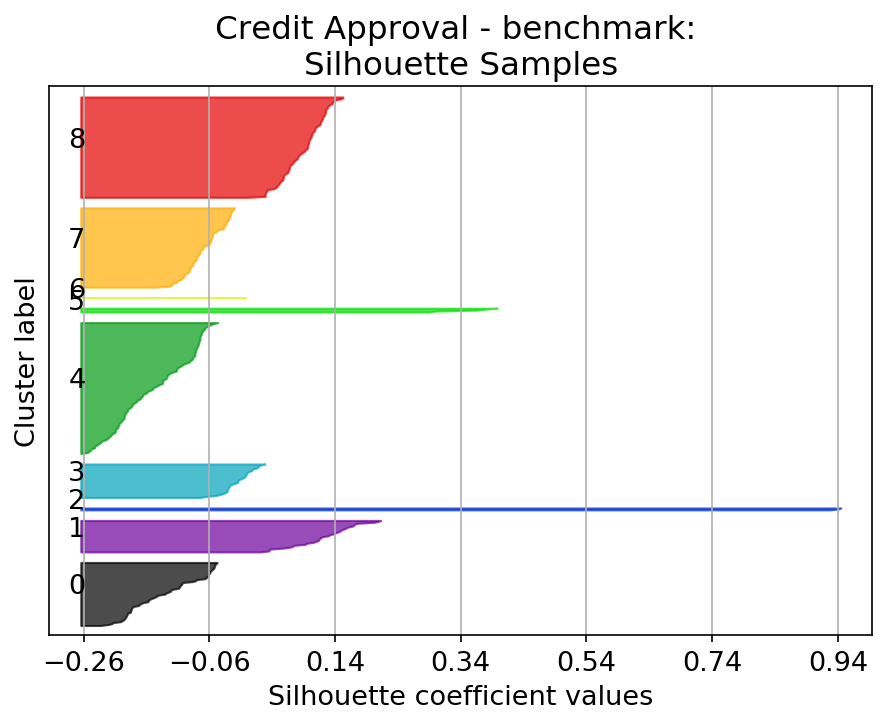 Credit Approval - benchmark:
Silhouette Samples
8
7
6
5
4
3
2
1
0
Cluster label
−0.26 −0.06 0.14 0.34 0.54 0.74 0.94
Silhouette coefficient values